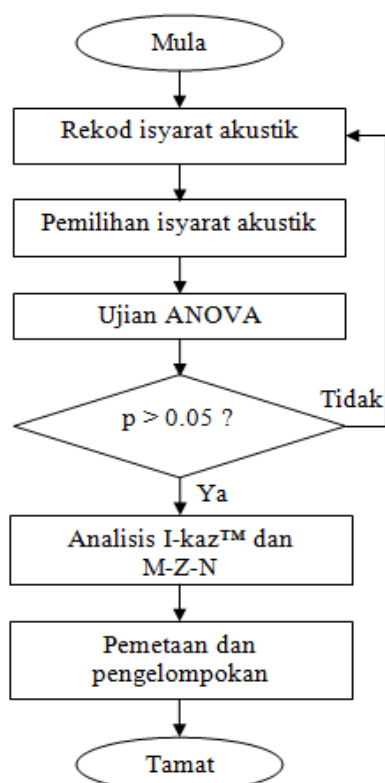 Mula
Rekod isyarat akustik
Pemilihan isyarat akustik
Ujian ANOVA
p > 0.05 ?
Tidak
Ya
Analisis I-kaz™ dan
M-Z-N
Pemetaan dan
pengelompokan
Tamat